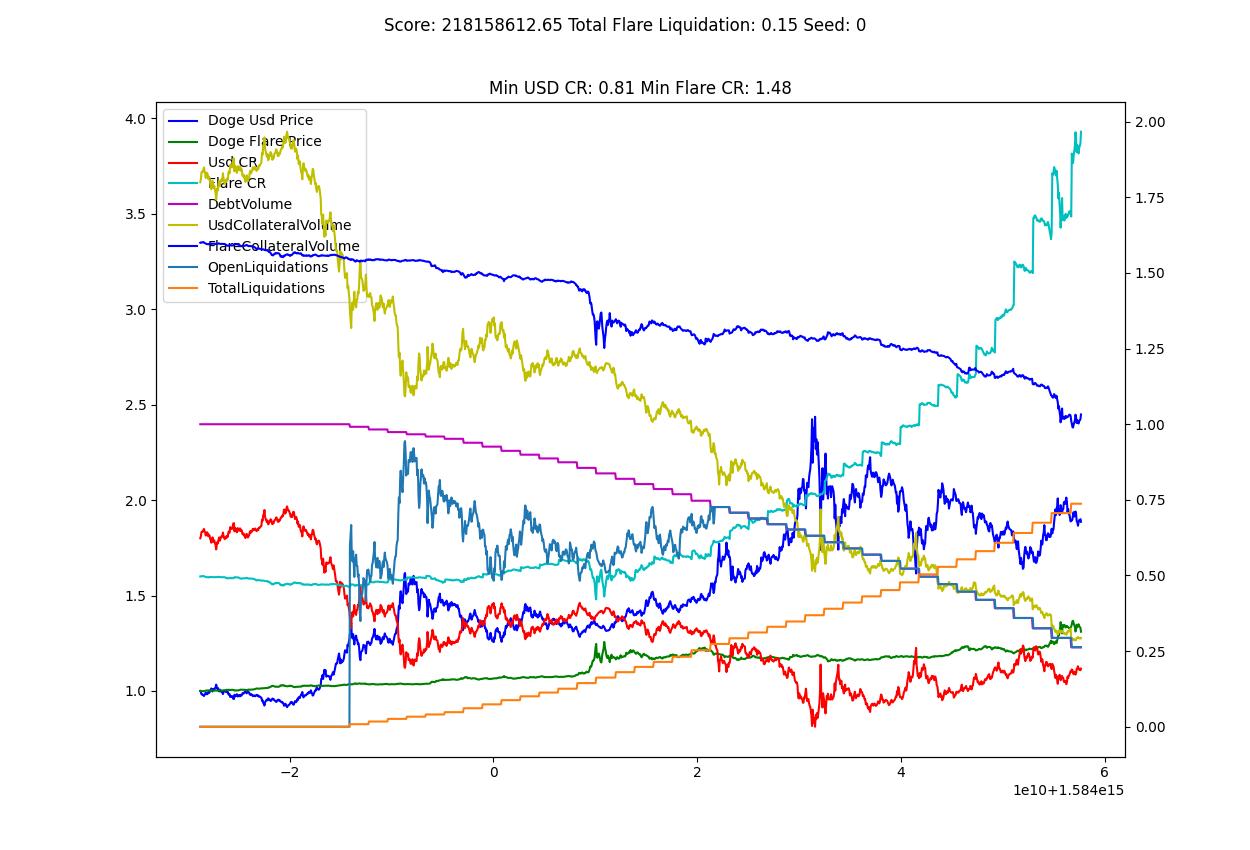 Score: 218158612.65 Total Flare Liquidation: 0.15 Seed: 0
Min USD CR: 0.81 Min Flare CR: 1.48
Doge Usd Price
Doge Flare Price
Usd CR
Flare CR
DebtVolume
UsdCollateralVolume
FlareCollateralVolume
OpenLiquidations
TotalLiquidations
4.0
3.5
3.0
2.5
2.0
1.5
1.0
2.00
1.75
1.50
1.25
1.00
0.75
0.50
0.25
0.00
−2 0 2 4 6
1e10+1.584e15